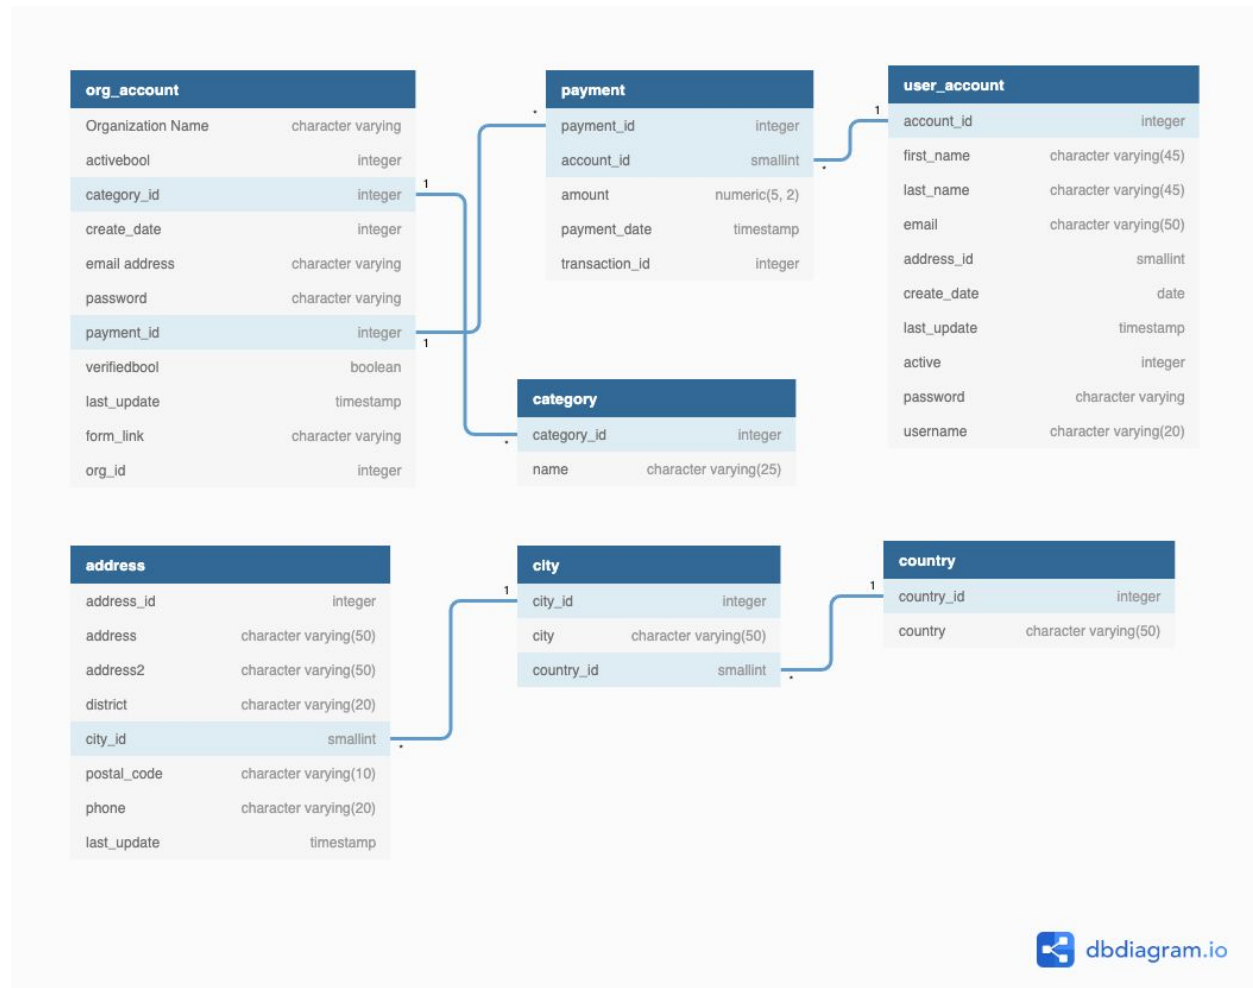 org_account
Organization Name character varying
activebool integer
category_id integer
create_date integer
email address character varying
password character varying
payment_id integer
verifiedbool boolean
last_update timestamp
form_link character varying
org_id integer
1
1
*
payment
payment_id integer
account_id smallint
amount numeric(5, 2)
payment_date timestamp
transaction_id integer
*
1
user_account
account_id integer
first_name character varying(45)
last_name character varying(45)
email character varying(50)
address_id smallint
create_date date
last_update timestamp
active integer
password character varying
username character varying(20)
category
category_id integer
name character varying(25)
*
address
address_id integer
address character varying(50)
address2 character varying(50)
district character varying(20)
city_id smallint
postal_code character varying(10)
phone character varying(20)
last_update timestamp
*
1
city
city_id integer
city character varying(50)
country_id smallint
*
1
country
country_id integer
country character varying(50)
dbdiagram.io